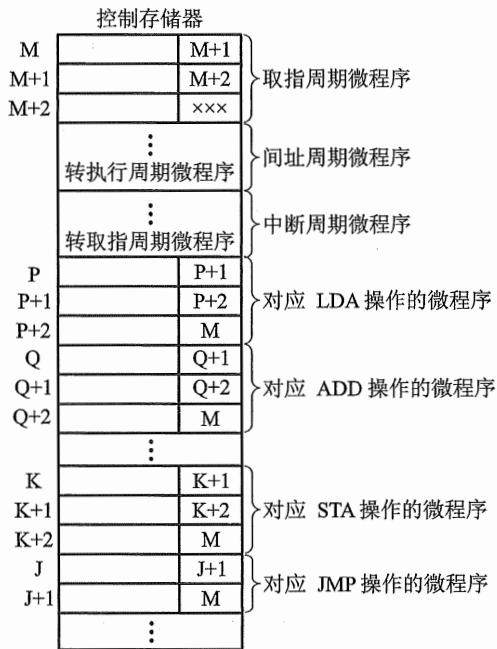 控制存储器
M M+1
M+1 M+2
M+2 ×××
取指周期微程序
⋮
转执行周期微程序
间址周期微程序
⋮
转取指周期微程序
中断周期微程序
P P+1
P+1 P+2
P+2 M
对应 LDA 操作的微程序
Q Q+1
Q+1 Q+2
Q+2 M
对应 ADD 操作的微程序
⋮
K K+1
K+1 K+2
K+2 M
对应 STA 操作的微程序
J J+1
J+1 M
对应 JMP 操作的微程序
⋮